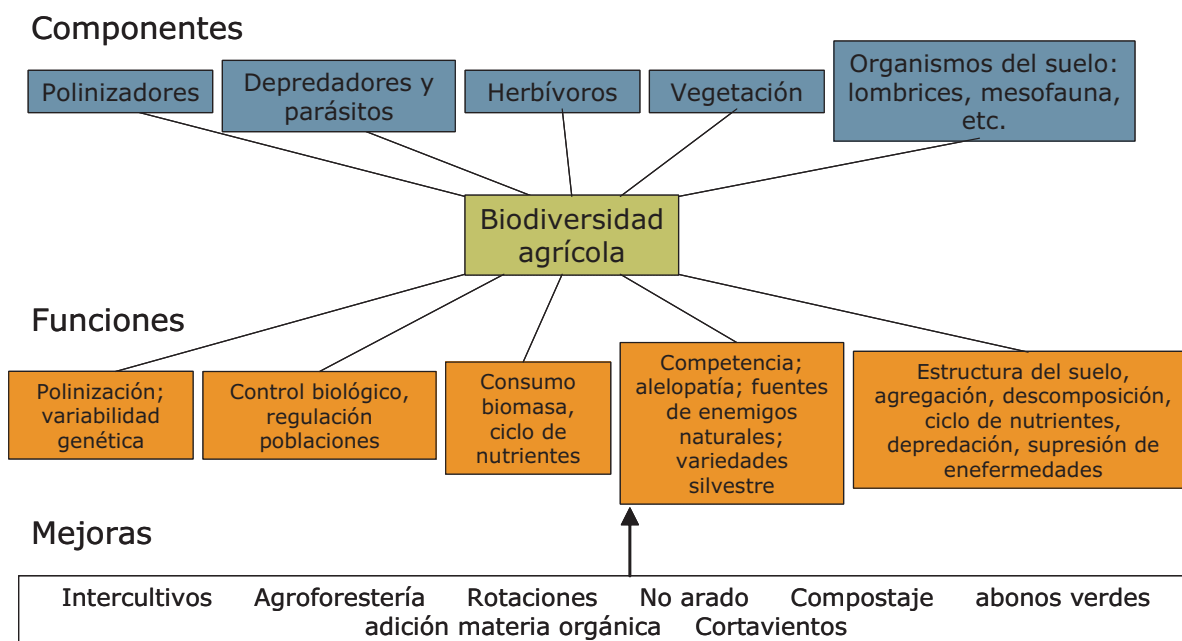 Componentes
Polinizadores
Depredadores y
parásitos
Herbívoros
Vegetación
Organismos del suelo:
lombrices, mesofauna,
etc.
Biodiversidad
agrícola
Funciones
Polinización;
variabilidad
genética
Control biológico,
regulación
poblaciones
Consumo
biomasa,
ciclo de
nutrientes
Competencia;
alelopatía; fuentes
de enemigos
naturales;
variedades
silvestre
Estructura del suelo,
agregación, descomposición,
ciclo de nutrientes,
depredación, supresión de
enefermedades
Mejoras
Intercultivos Agroforestería Rotaciones No arado Compostaje abonos verdes
adición materia orgánica Cortavientos